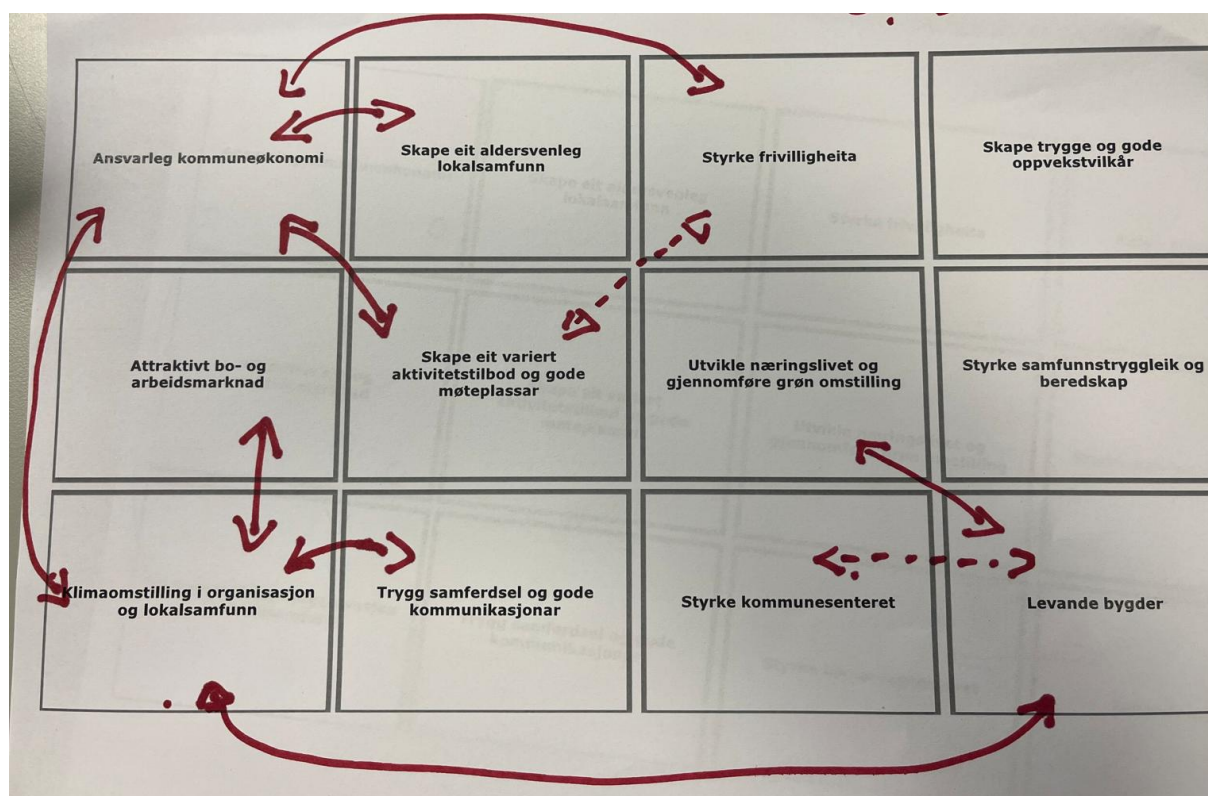 Ansvarleg kommuneøkonomi
Skape eit aldersvenleg
lokalsamfunn
Styrke frivilligheita
Skape trygge og gode
oppvekstvilkår
Attraktivt bo- og
arbeidsmarknad
Skape eit variert
aktivitetstilbod og gode
møteplassar
Utvikle næringslivet og
gjennomføre grøn omstilling
Styrke samfunnstryggleik og
beredskap
Klimaomstilling i organisasjon
og lokalsamfunn
Trygg samferdsel og gode
kommunikasjonar
Styrke kommunesenteret
Levande bygder